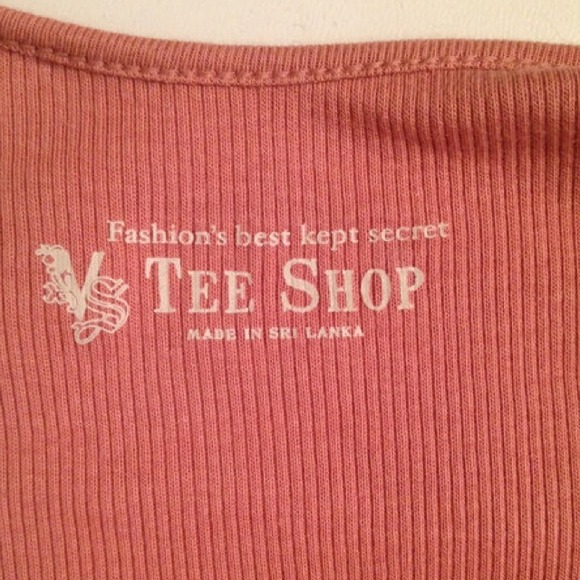 Fashion's best kept secret
VS TEE SHOP
MADE IN SRI LANKA